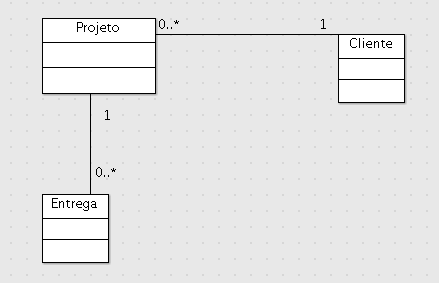 Projeto
0..*
1
Cliente
1
0..*
Entrega